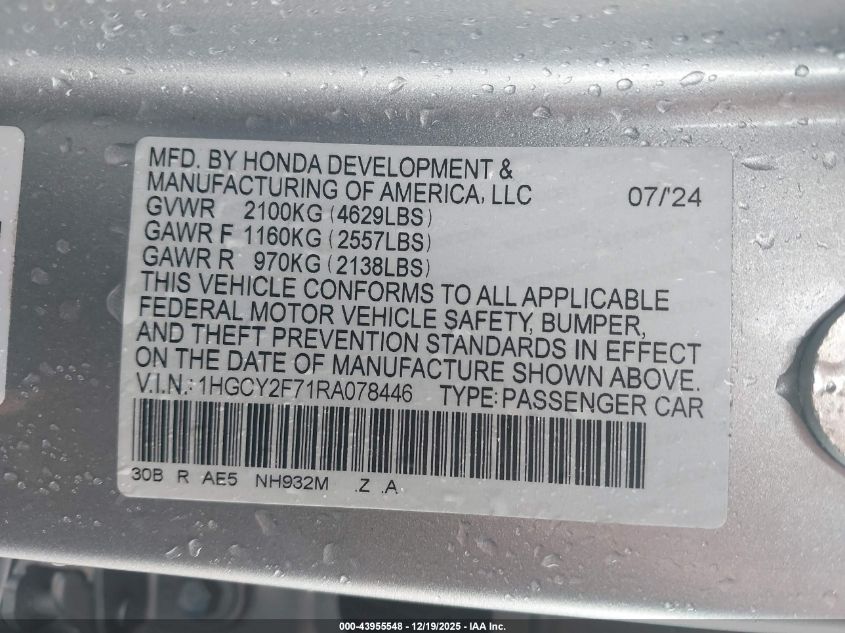 MFD. BY HONDA DEVELOPMENT &
MANUFACTURING OF AMERICA, LLC 07/'24
GVWR 2100KG (4629LBS)
GAWR F 1160KG (2557LBS)
GAWR R 970KG (2138LBS)
THIS VEHICLE CONFORMS TO ALL APPLICABLE
FEDERAL MOTOR VEHICLE SAFETY, BUMPER,
AND THEFT PREVENTION STANDARDS IN EFFECT
ON THE DATE OF MANUFACTURE SHOWN ABOVE.
V.I.N.: 1HGCY2F71RA078446 TYPE: PASSENGER CAR
30B R AE5 NH932M .Z .A
000-43955548 - 12/19/2025 - IAA Inc.